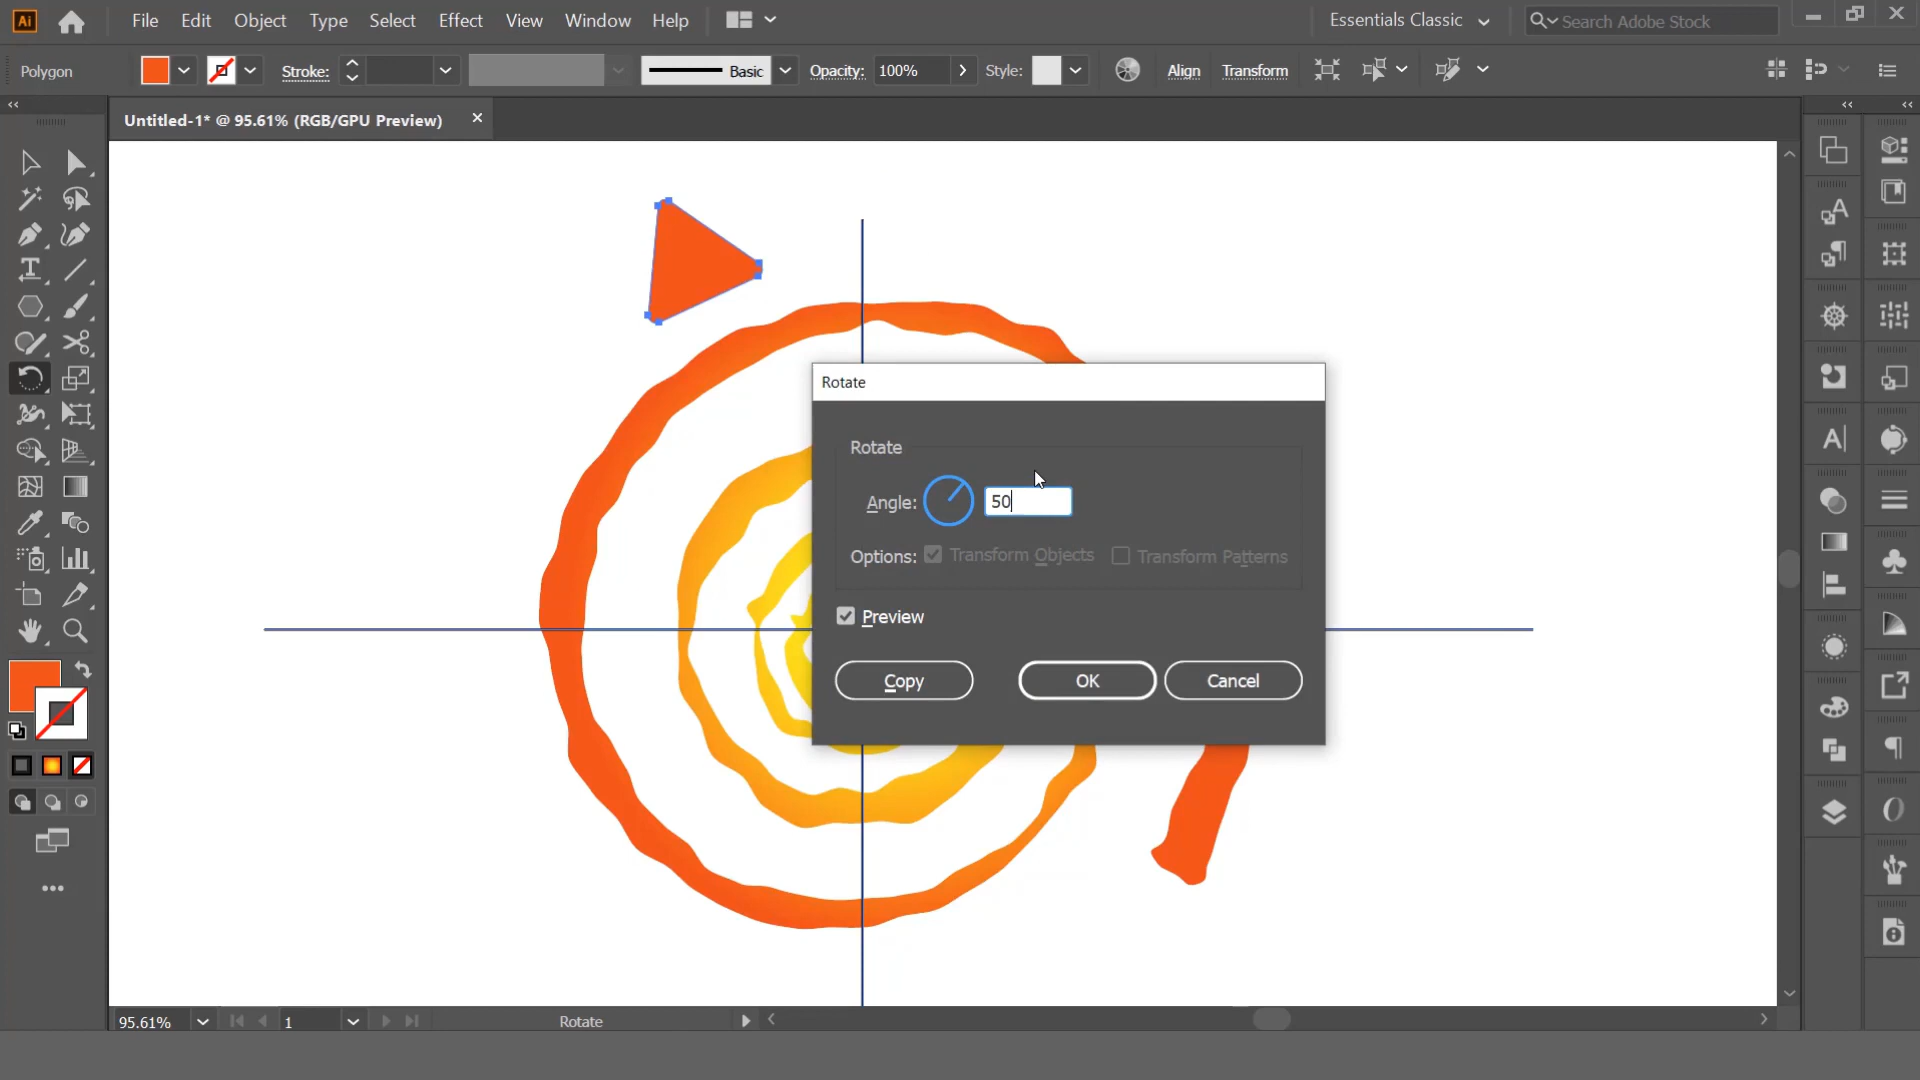 Ai File Edit Object Type Select Effect View Window Help Essentials Classic Search Adobe Stock
Polygon Stroke: Basic Opacity: 100% Style: Align Transform
Untitled-1* @ 95.61% (RGB/GPU Preview)
Rotate
Rotate
Angle: 50
Options: Transform Objects Transform Patterns
Preview
Copy OK Cancel
95.61% 1 Rotate